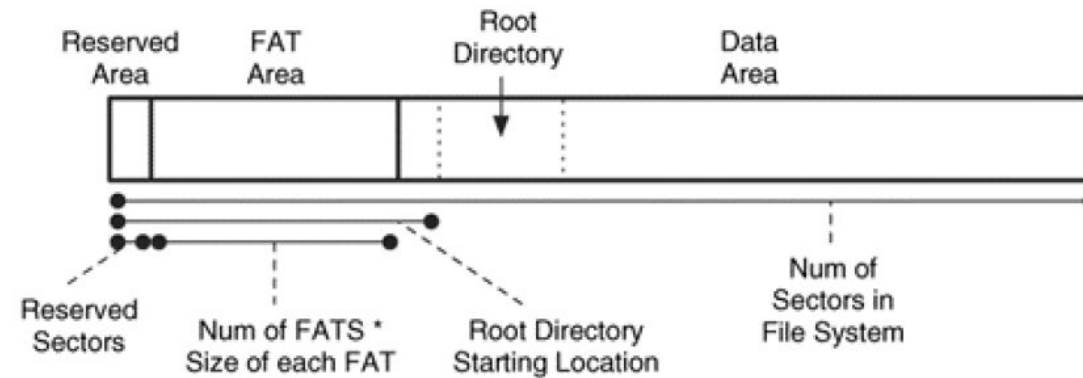 Reserved
Area
FAT
Area
Root
Directory
Data
Area
Reserved
Sectors
Num of FATS *
Size of each FAT
Root Directory
Starting Location
Num of
Sectors in
File System